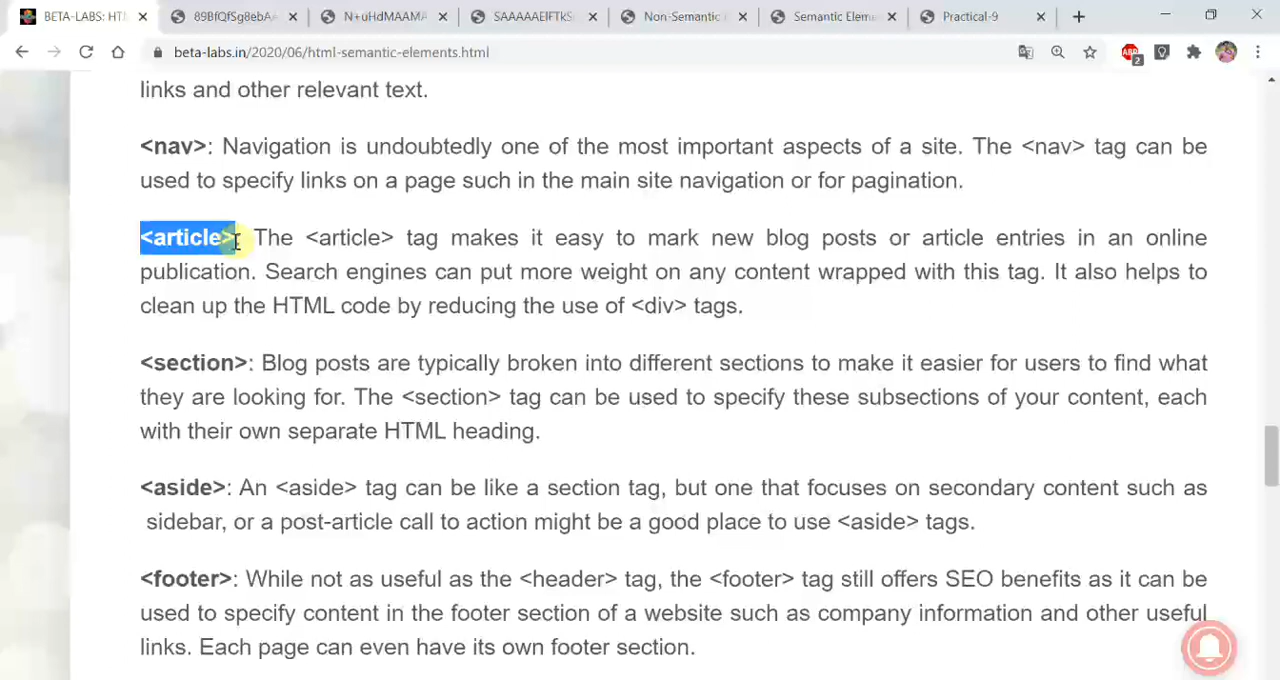 BETA-LABS: HT
89BfQfSg8ebA
N+uHdMAAMA
SAAAAAEIFTKS
Non-Semantic
Semantic Elem
Practical-9
beta-labs.in/2020/06/html-semantic-elements.html
ABP
2
links and other relevant text.
<nav>: Navigation is undoubtedly one of the most important aspects of a site. The <nav> tag can be
used to specify links on a page such in the main site navigation or for pagination.
<article>: The <article> tag makes it easy to mark new blog posts or article entries in an online
publication. Search engines can put more weight on any content wrapped with this tag. It also helps to
clean up the HTML code by reducing the use of <div> tags.
<section>: Blog posts are typically broken into different sections to make it easier for users to find what
they are looking for. The <section> tag can be used to specify these subsections of your content, each
with their own separate HTML heading.
<aside>: An <aside> tag can be like a section tag, but one that focuses on secondary content such as
sidebar, or a post-article call to action might be a good place to use <aside> tags.
<footer>: While not as useful as the <header> tag, the <footer> tag still offers SEO benefits as it can be
used to specify content in the footer section of a website such as company information and other useful
links. Each page can even have its own footer section.